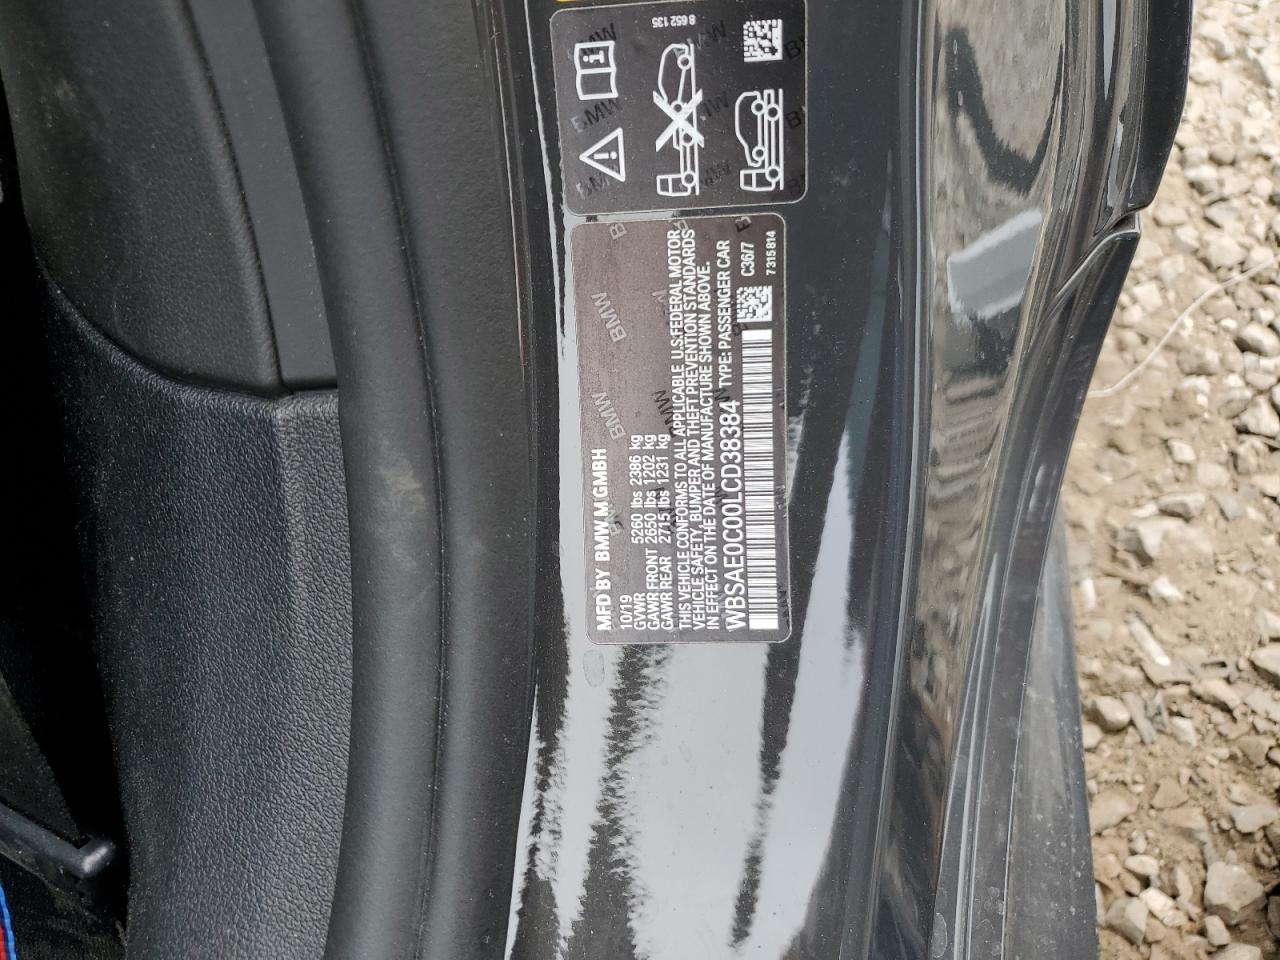 8 652 135
MFD BY BMW M GMBH
10/19
GVWR 5260 lbs 2386 kg
GAWR FRONT 2650 lbs 1202 kg
GAWR REAR 2715 lbs 1231 kg
THIS VEHICLE CONFORMS TO ALL APPLICABLE U.S.FEDERAL MOTOR
VEHICLE SAFETY, BUMPER AND THEFT PREVENTION STANDARDS
IN EFFECT ON THE DATE OF MANUFACTURE SHOWN ABOVE.
WBSAE0C00LCD38384 TYPE: PASSENGER CAR
C36/7
7 315 814
BMW
BMW
BMW
BMW